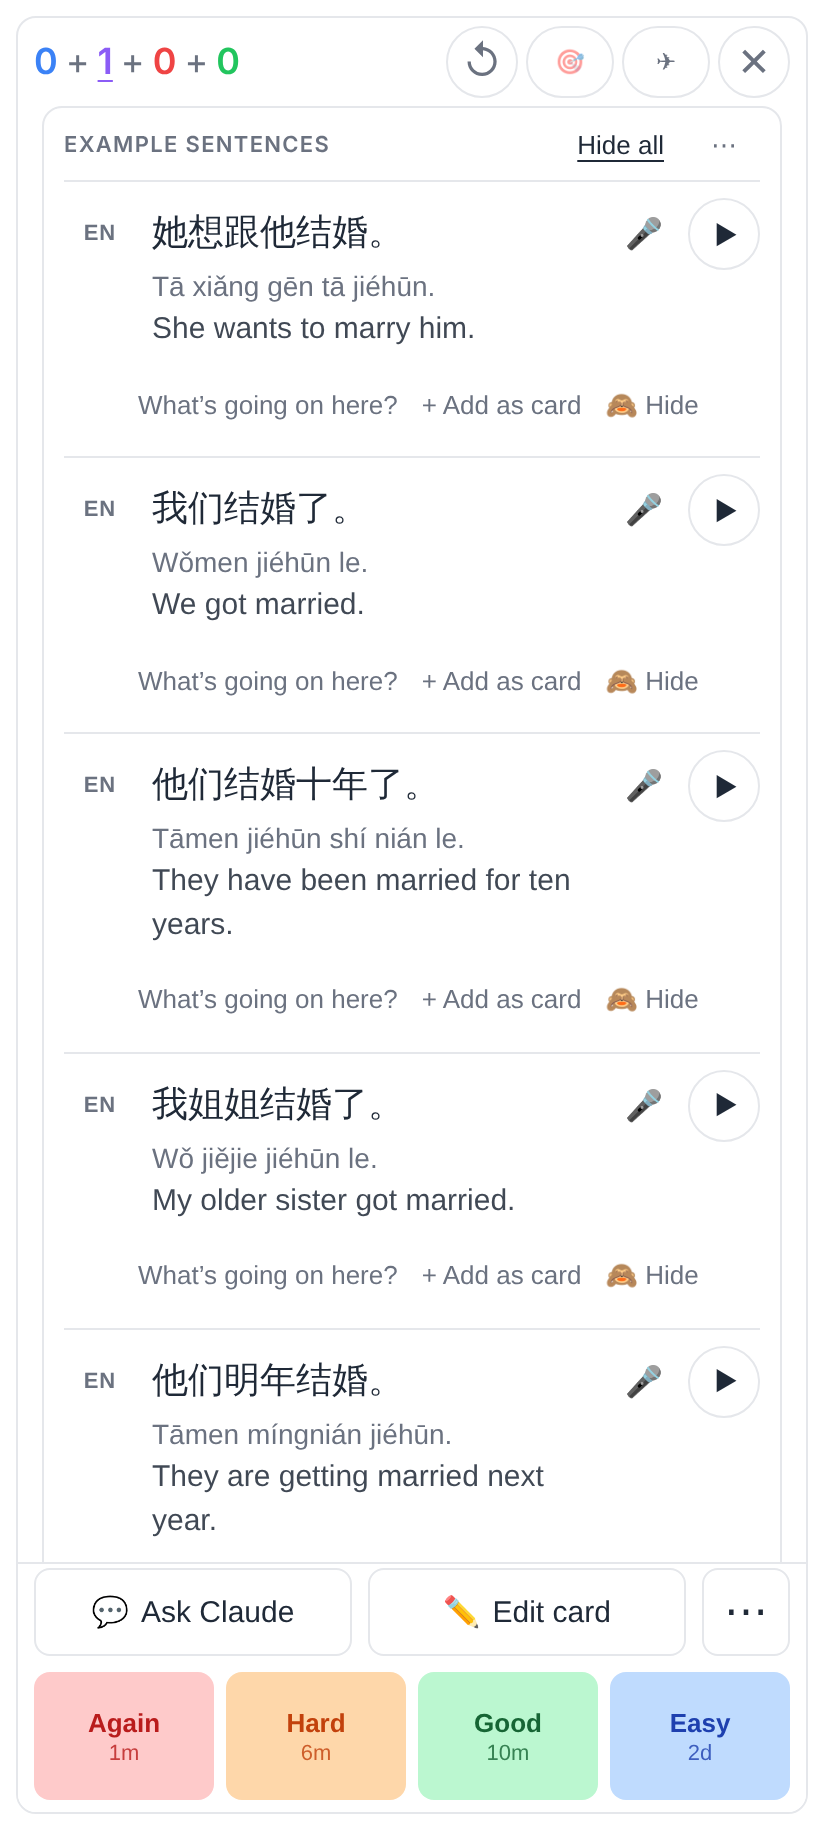 0 + 1 + 0 + 0
EXAMPLE SENTENCES Hide all ...
EN 她想跟他结婚。
Tā xiǎng gēn tā jiéhūn.
She wants to marry him.
What's going on here? + Add as card Hide
EN 我们结婚了。
Wǒmen jiéhūn le.
We got married.
What's going on here? + Add as card Hide
EN 他们结婚十年了。
Tāmen jiéhūn shí nián le.
They have been married for ten
years.
What's going on here? + Add as card Hide
EN 我姐姐结婚了。
Wǒ jiějie jiéhūn le.
My older sister got married.
What's going on here? + Add as card Hide
EN 他们明年结婚。
Tāmen míngnián jiéhūn.
They are getting married next
year.
Ask Claude Edit card ...
Again Hard Good Easy
1m 6m 10m 2d